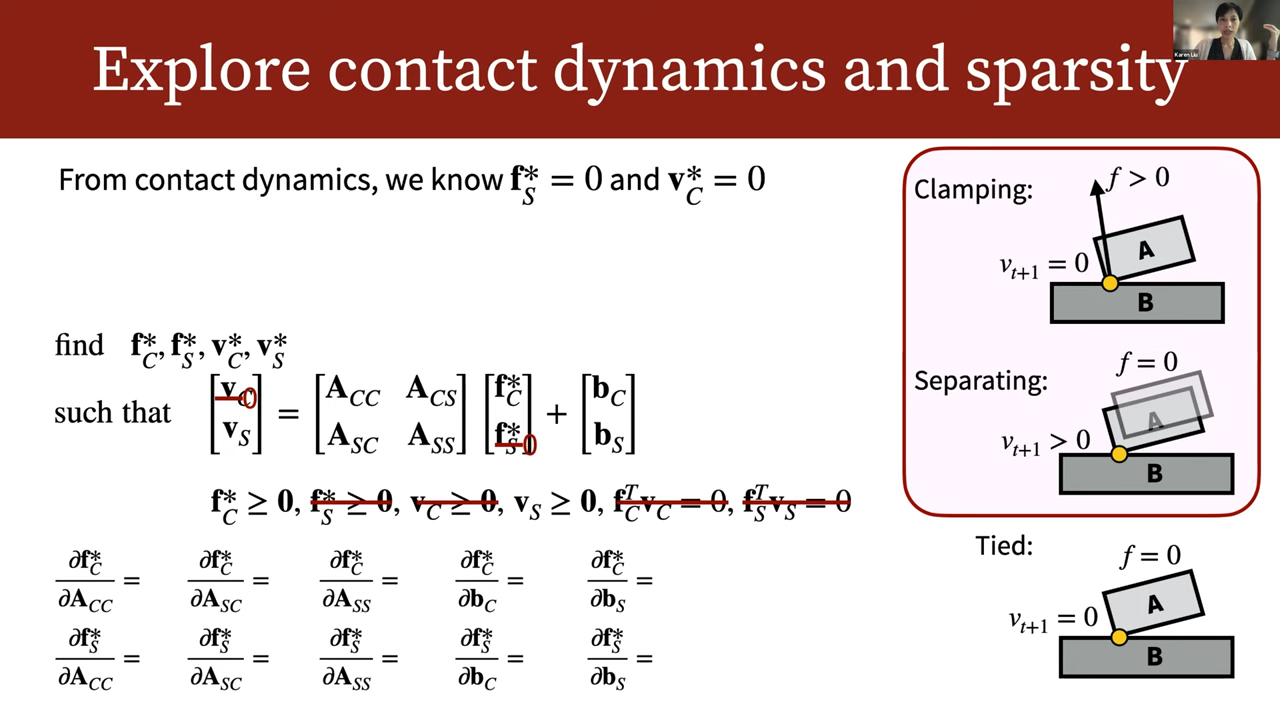 Explore contact dynamics and sparsity
Karen Liu
From contact dynamics, we know f*_S = 0 and v*_C = 0
find f*_C, f*_S, v*_C, v*_S
such that [v_C; v_S] = [A_CC A_CS; A_SC A_SS] [f*_C; f*_S] + [b_C; b_S]
0
0
f*_C ≥ 0, f*_S ≥ 0, v_C ≥ 0, v_S ≥ 0, f_C^T v_C = 0, f_S^T v_S = 0
∂f*_C/∂A_CC = ∂f*_C/∂A_SC = ∂f*_C/∂A_SS = ∂f*_C/∂b_C = ∂f*_C/∂b_S =
∂f*_S/∂A_CC = ∂f*_S/∂A_SC = ∂f*_S/∂A_SS = ∂f*_S/∂b_C = ∂f*_S/∂b_S =
Clamping:
f > 0
v_{t+1} = 0
A
B
Separating:
f = 0
v_{t+1} > 0
A
B
Tied:
f = 0
v_{t+1} = 0
A
B